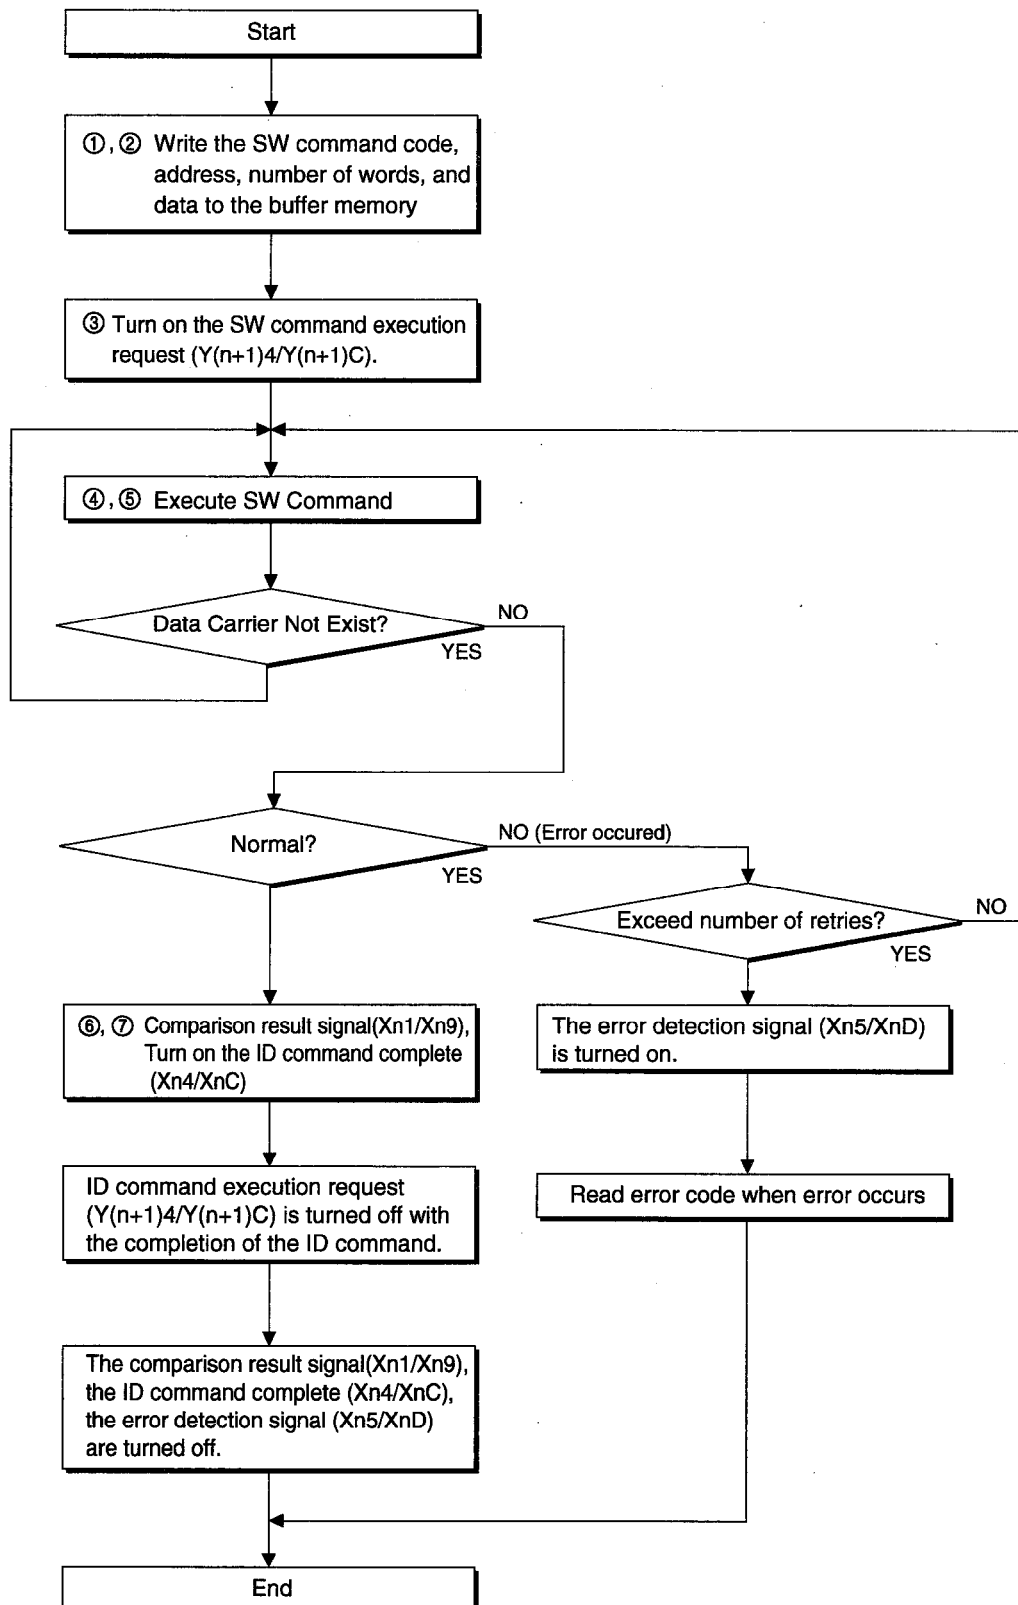 Start
①, ② Write the SW command code,
address, number of words, and
data to the buffer memory
③ Turn on the SW command execution
request (Y(n+1)4/Y(n+1)C).
④, ⑤ Execute SW Command
Data Carrier Not Exist?
NO
YES
Normal?
NO (Error occured)
YES
Exceed number of retries?
NO
YES
⑥, ⑦ Comparison result signal(Xn1/Xn9),
Turn on the ID command complete
(Xn4/XnC)
The error detection signal (Xn5/XnD)
is turned on.
ID command execution request
(Y(n+1)4/Y(n+1)C) is turned off with
the completion of the ID command.
Read error code when error occurs
The comparison result signal(Xn1/Xn9),
the ID command complete (Xn4/XnC),
the error detection signal (Xn5/XnD)
are turned off.
End